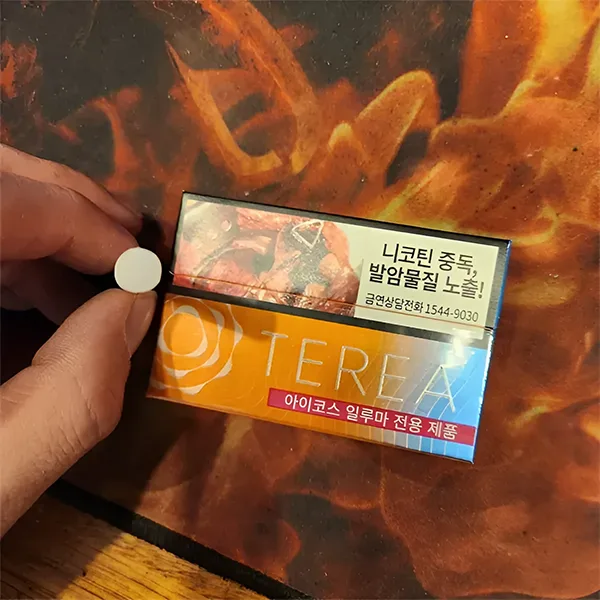 니코틴 중독,
발암물질 노출!
금연상담전화 1544-9030
TEREA
아이코스 일루마 전용 제품